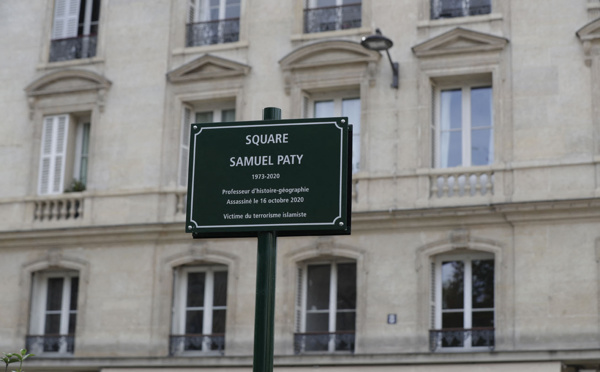 SQUARE
SAMUEL PATY
1973-2020
Professeur d'histoire-géographie
Assassiné le 16 octobre 2020
Victime du terrorisme islamiste